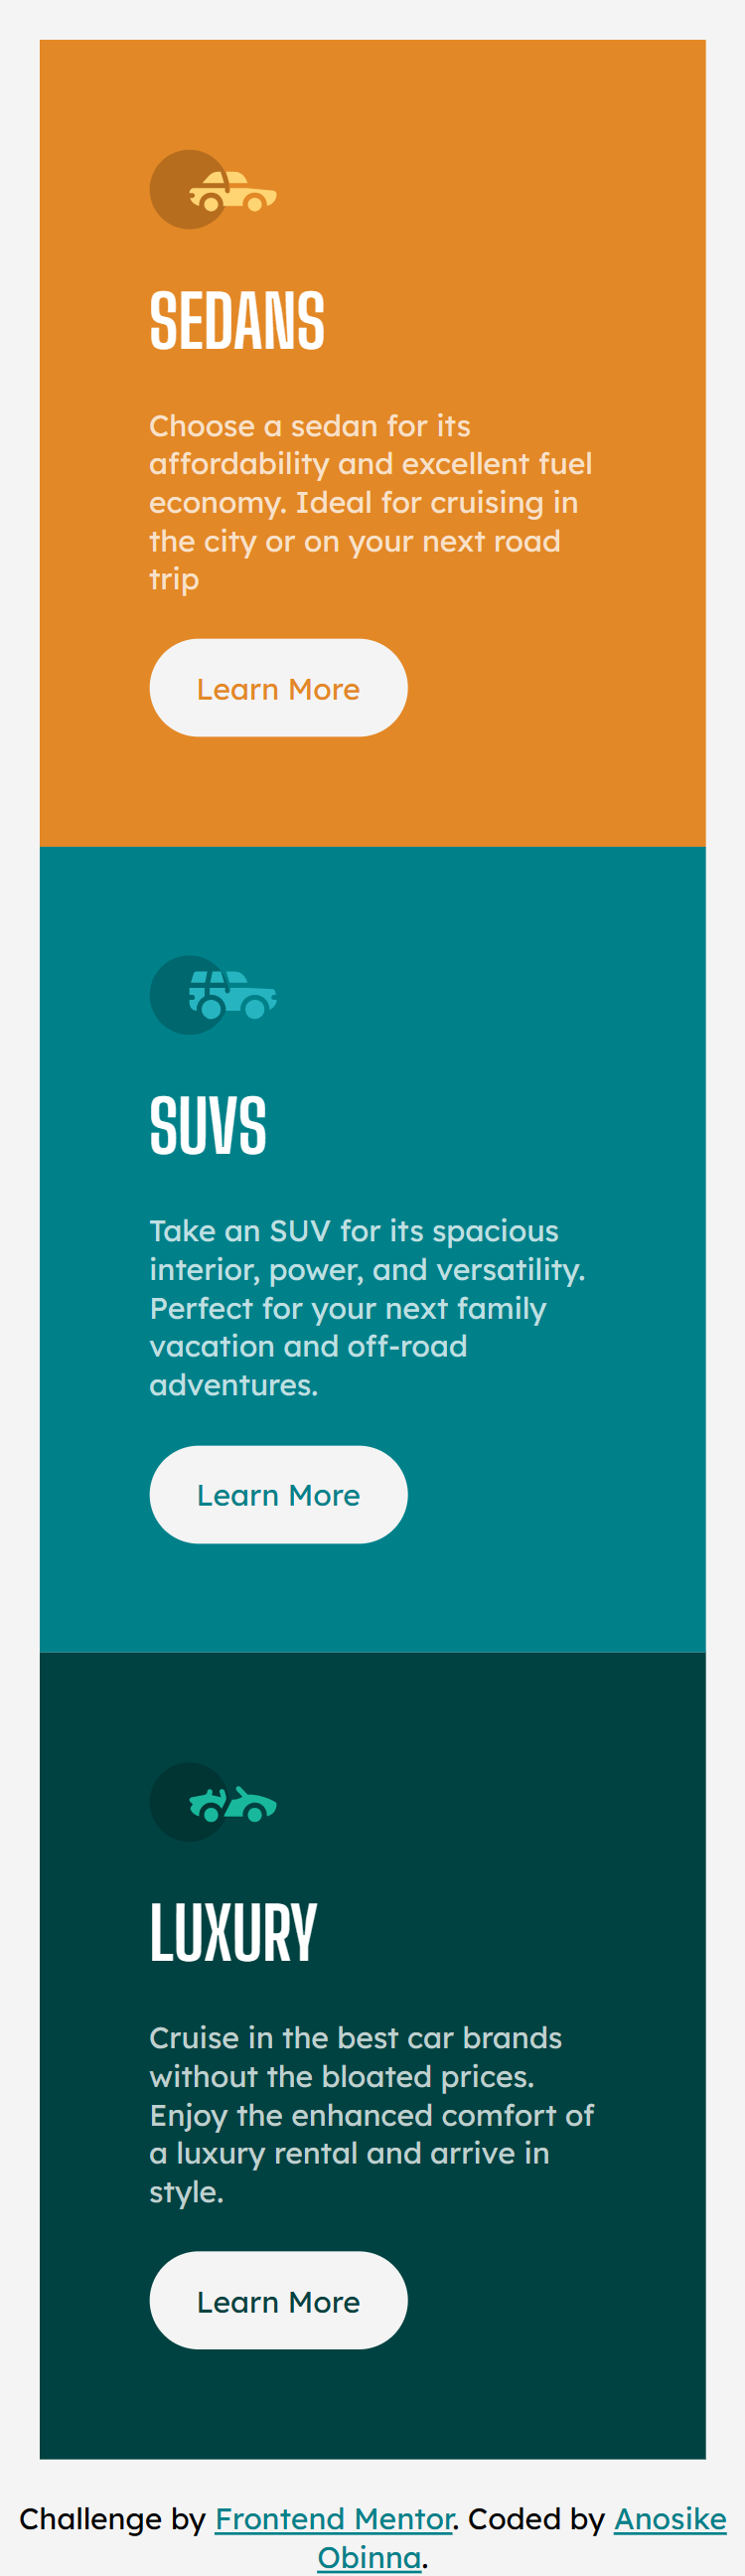 SEDANS
Choose a sedan for its
affordability and excellent fuel
economy. Ideal for cruising in
the city or on your next road
trip
Learn More
SUVS
Take an SUV for its spacious
interior, power, and versatility.
Perfect for your next family
vacation and off-road
adventures.
Learn More
LUXURY
Cruise in the best car brands
without the bloated prices.
Enjoy the enhanced comfort of
a luxury rental and arrive in
style.
Learn More
Challenge by Frontend Mentor. Coded by Anosike
Obinna.